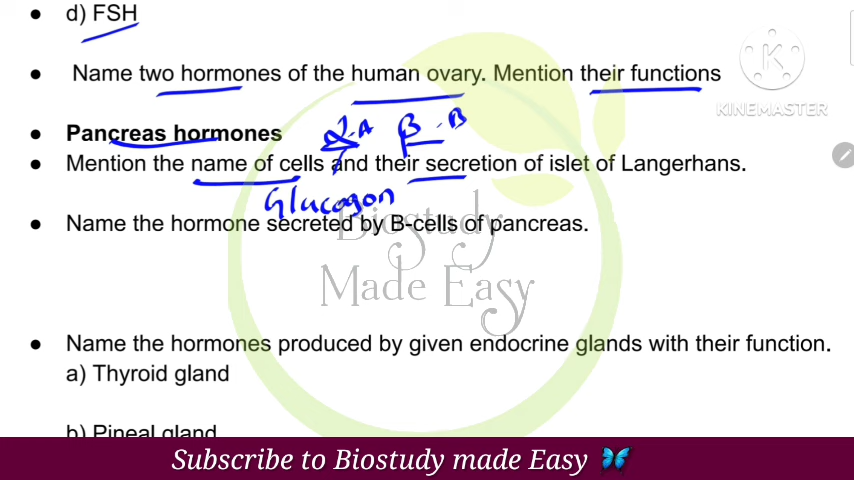 ● d) FSH
● Name two hormones of the human ovary. Mention their functions
KINEMASTER
● Pancreas hormones
α-A β-B
● Mention the name of cells and their secretion of islet of Langerhans.
Glucagon
● Name the hormone secreted by B-cells of pancreas.
Biostudy
Made Easy
● Name the hormones produced by given endocrine glands with their function.
a) Thyroid gland
b) Pineal gland
Subscribe to Biostudy made Easy 🦋